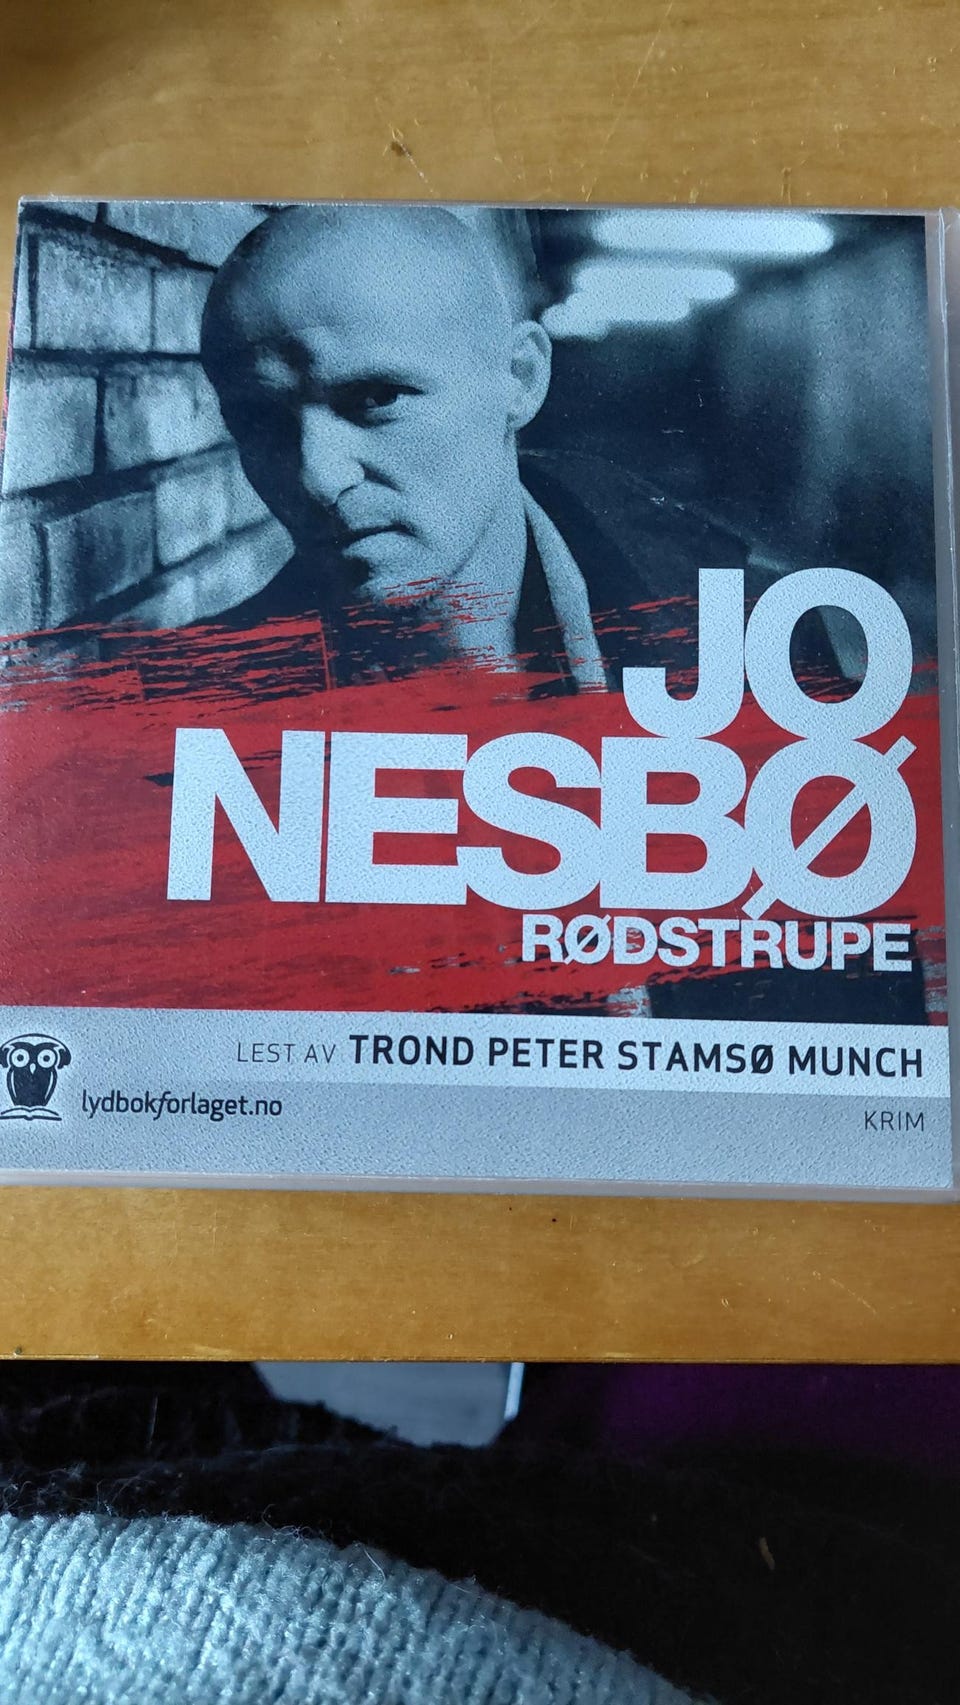 JO
NESBØ
RØDSTRUPE
LEST AV TROND PETER STAMSØ MUNCH
lydbokforlaget.no
KRIM